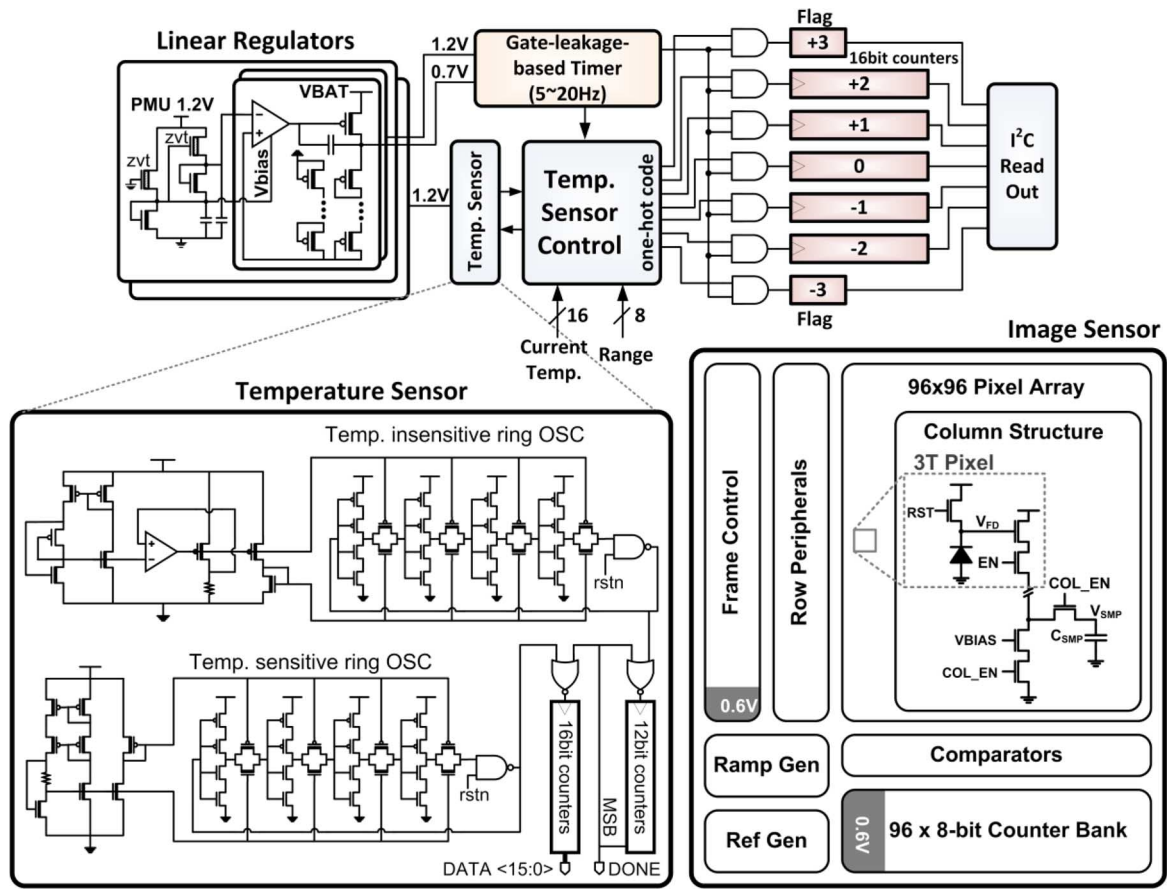 Linear Regulators
PMU 1.2V
zvt
zvt
Vbias
VBAT
1.2V
0.7V
1.2V
Gate-leakage-
based Timer
(5~20Hz)
Temp. Sensor
Temp.
Sensor
Control
one-hot code
16
8
Current
Temp.
Range
Flag
+3
16bit counters
+2
+1
0
-1
-2
-3
Flag
I²C
Read
Out
Temperature Sensor
Temp. insensitive ring OSC
rstn
Temp. sensitive ring OSC
rstn
16bit counters
12bit counters
MSB
DATA <15:0>
DONE
Image Sensor
Frame Control
0.6V
Row Peripherals
96x96 Pixel Array
Column Structure
3T Pixel
RST
VFD
EN
COL_EN
VSMP
CSMP
VBIAS
COL_EN
Ramp Gen
Comparators
Ref Gen
0.6V
96 x 8-bit Counter Bank